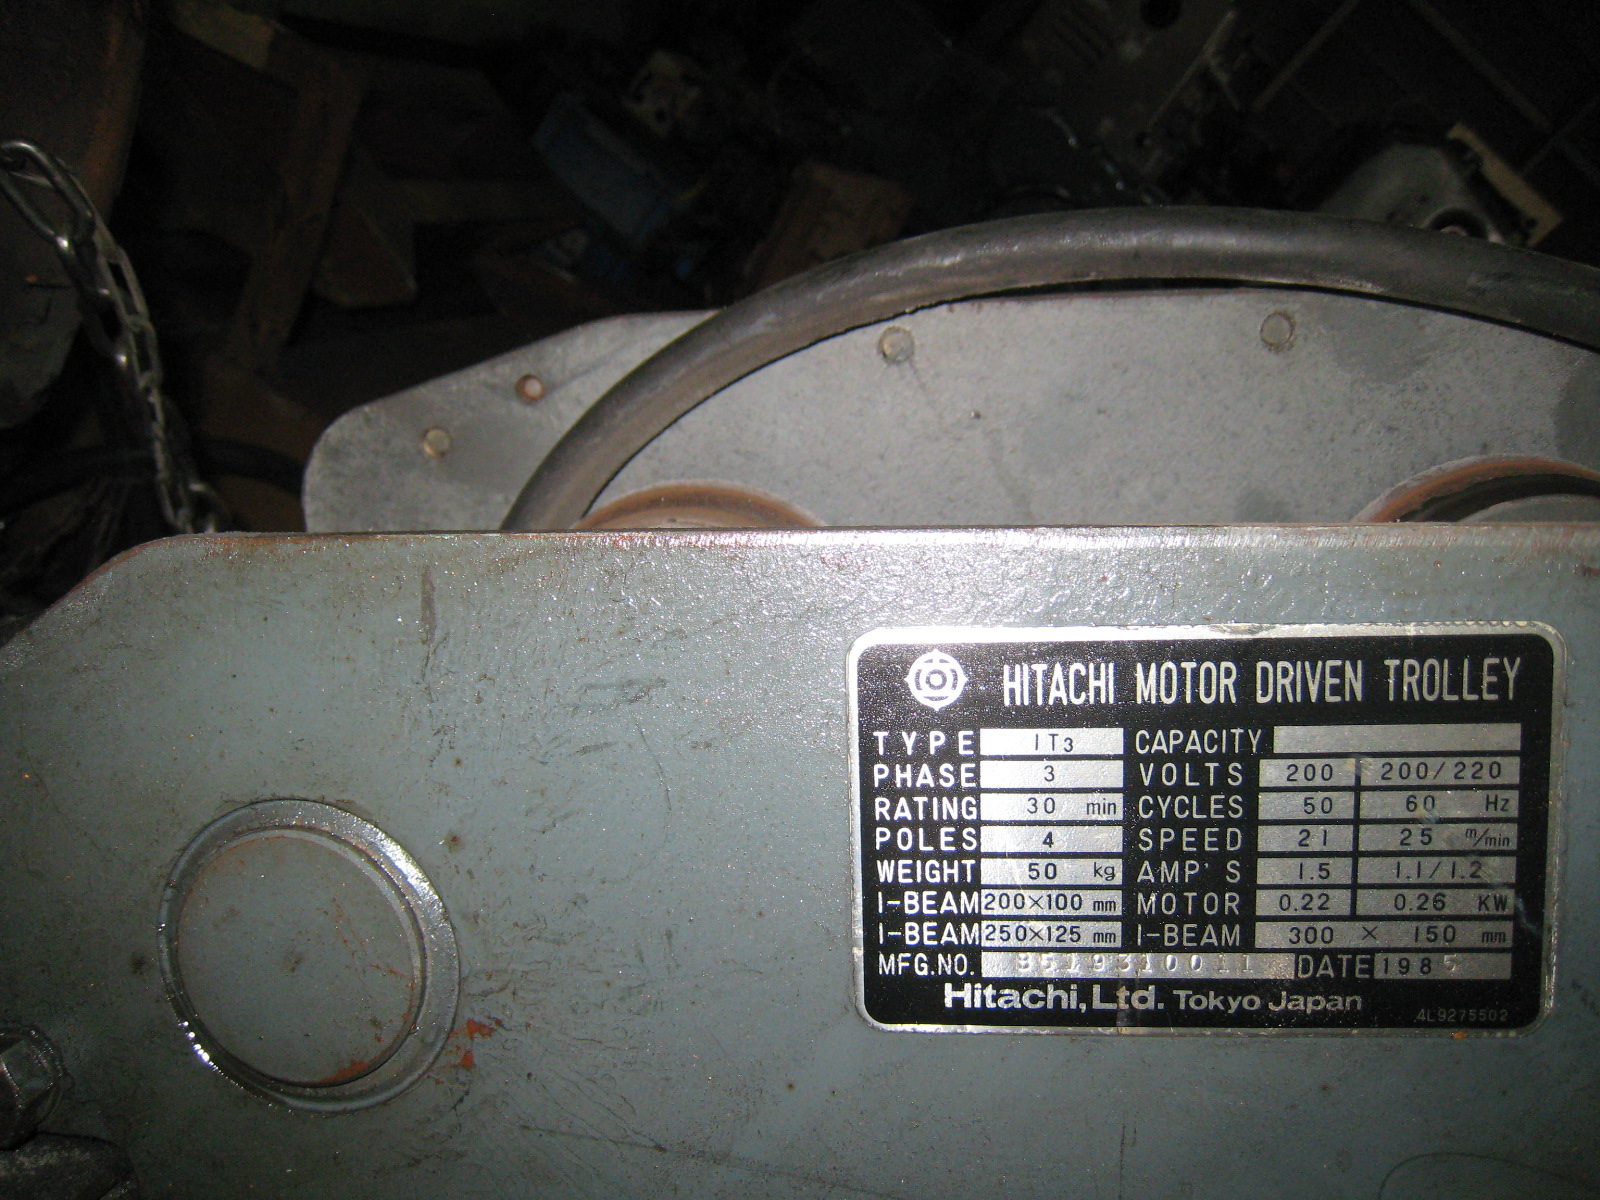 HITACHI MOTOR DRIVEN TROLLEY
TYPE 1T3 CAPACITY
PHASE 3 VOLTS 200 200/220
RATING 30 min CYCLES 50 60 Hz
POLES 4 SPEED 21 25 m/min
WEIGHT 50 kg AMP'S 1.5 1.1/1.2
I-BEAM 200×100 mm MOTOR 0.22 0.26 KW
I-BEAM 250×125 mm I-BEAM 300 × 150 mm
MFG.NO. DATE 1985
Hitachi, Ltd. Tokyo Japan
4L9275502